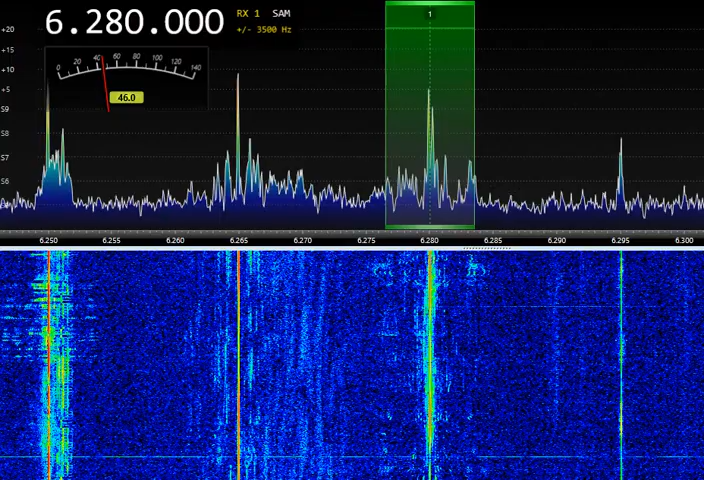 6.280.000 RX 1 SAM
+/- 3500 Hz
1
+20
+15
+10
+5
S9
S8
S7
S6
0 20 40 60 80 100 120 140
46.0
6.250 6.255 6.260 6.265 6.270 6.275 6.280 6.285 6.290 6.295 6.300